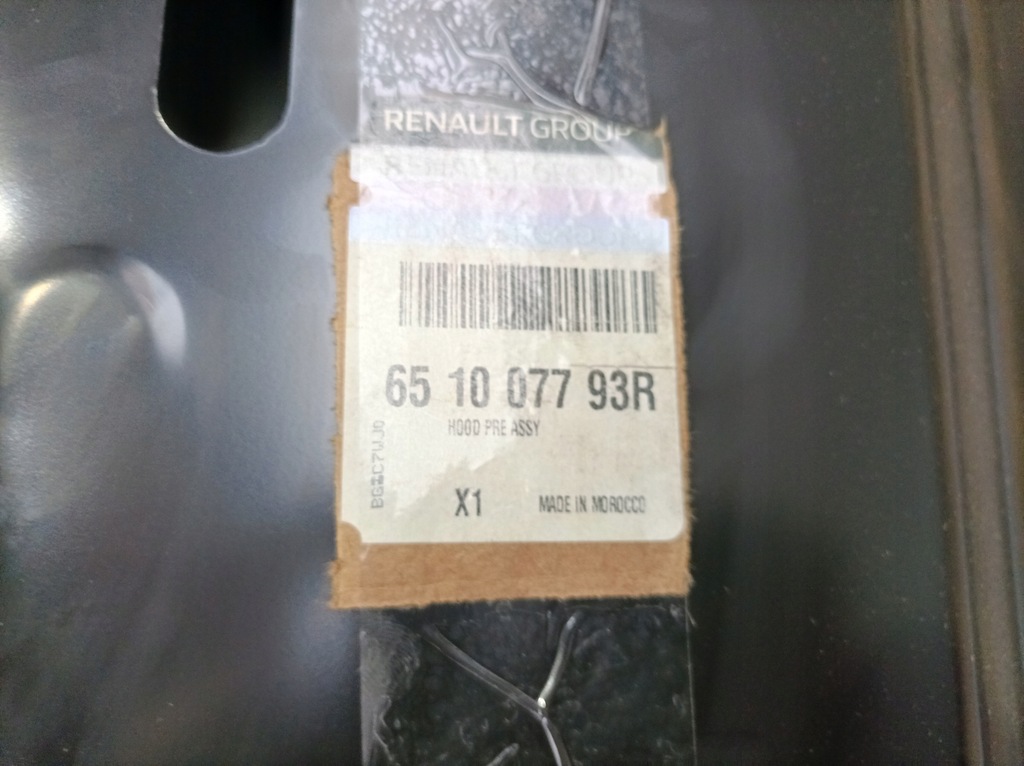 RENAULT GROUP
65 10 077 93R
HOOD PRE ASSY
X1
MADE IN MOROCCO